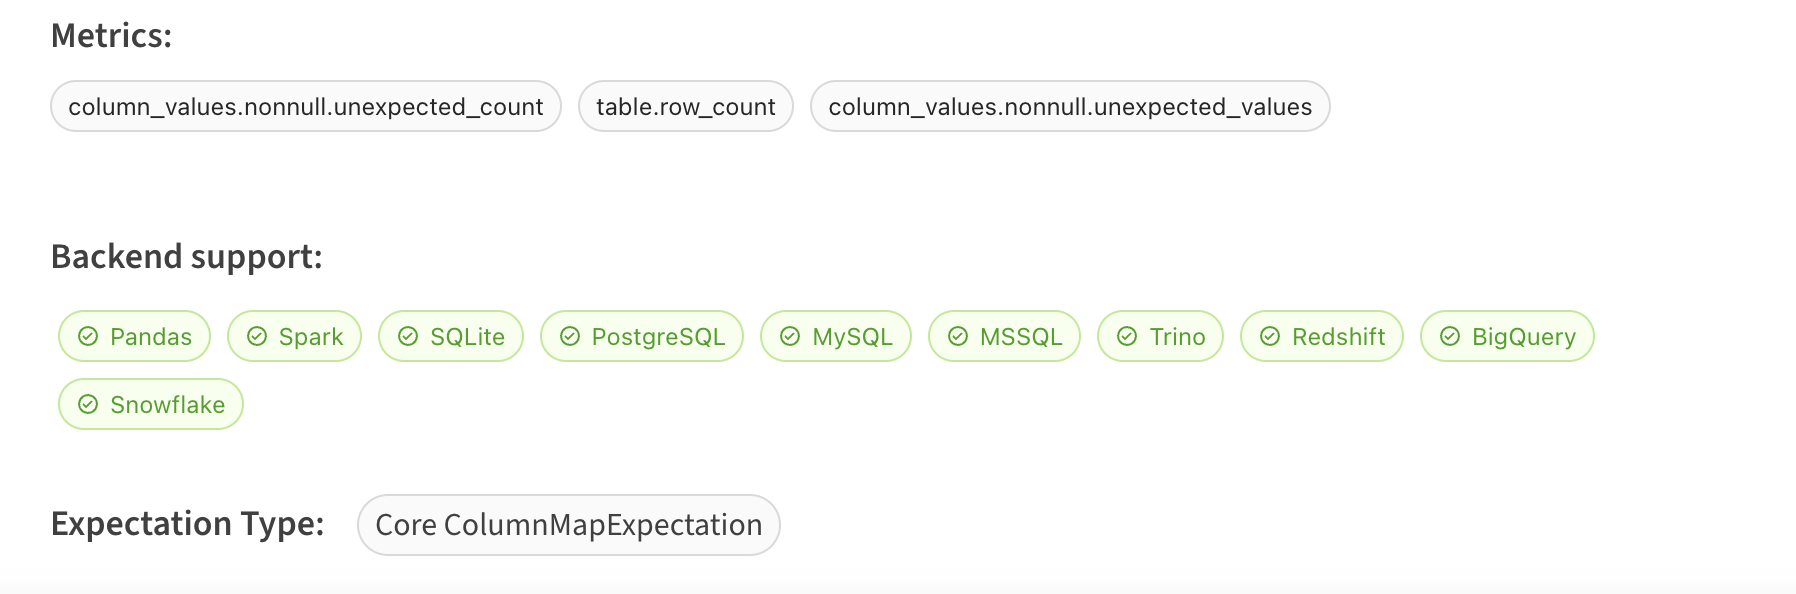 Metrics:
column_values.nonnull.unexpected_count table.row_count column_values.nonnull.unexpected_values
Backend support:
Pandas Spark SQLite PostgreSQL MySQL MSSQL Trino Redshift BigQuery
Snowflake
Expectation Type: Core ColumnMapExpectation